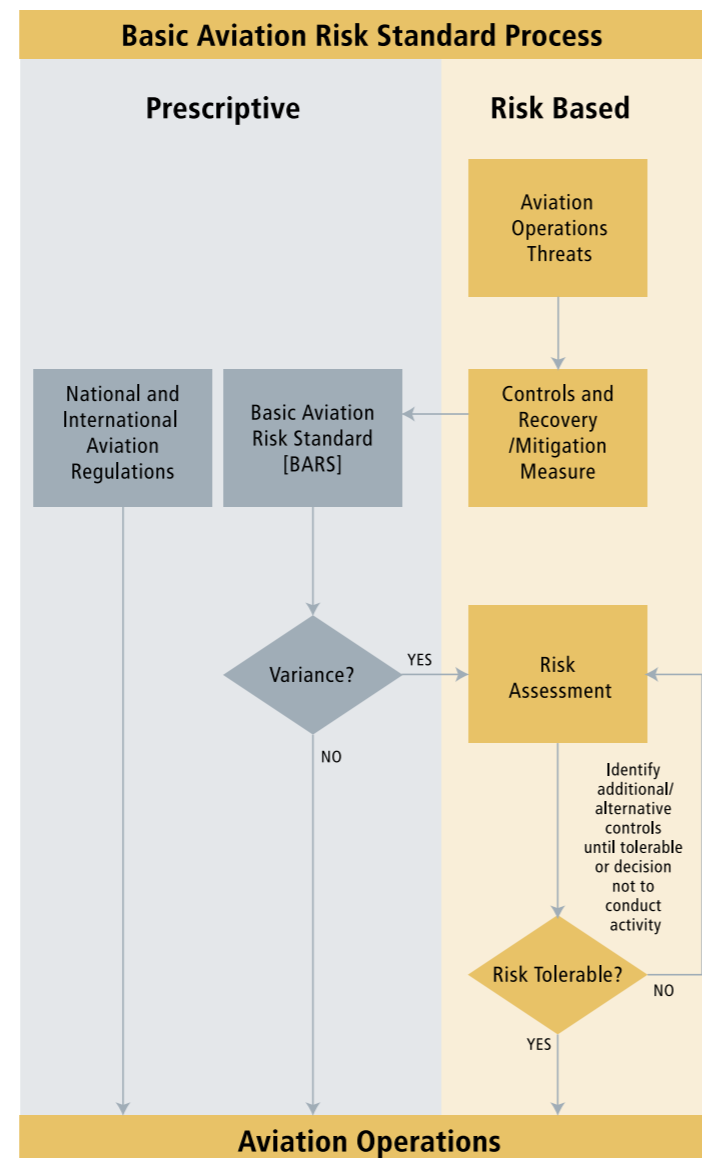 Basic Aviation Risk Standard Process
Prescriptive
Risk Based
Aviation
Operations
Threats
National and
International
Aviation
Regulations
Basic Aviation
Risk Standard
[BARS]
Controls and
Recovery
/Mitigation
Measure
Variance?
YES
NO
Risk
Assessment
Identify
additional/
alternative
controls
until tolerable
or decision
not to
conduct
activity
Risk Tolerable?
NO
YES
Aviation Operations